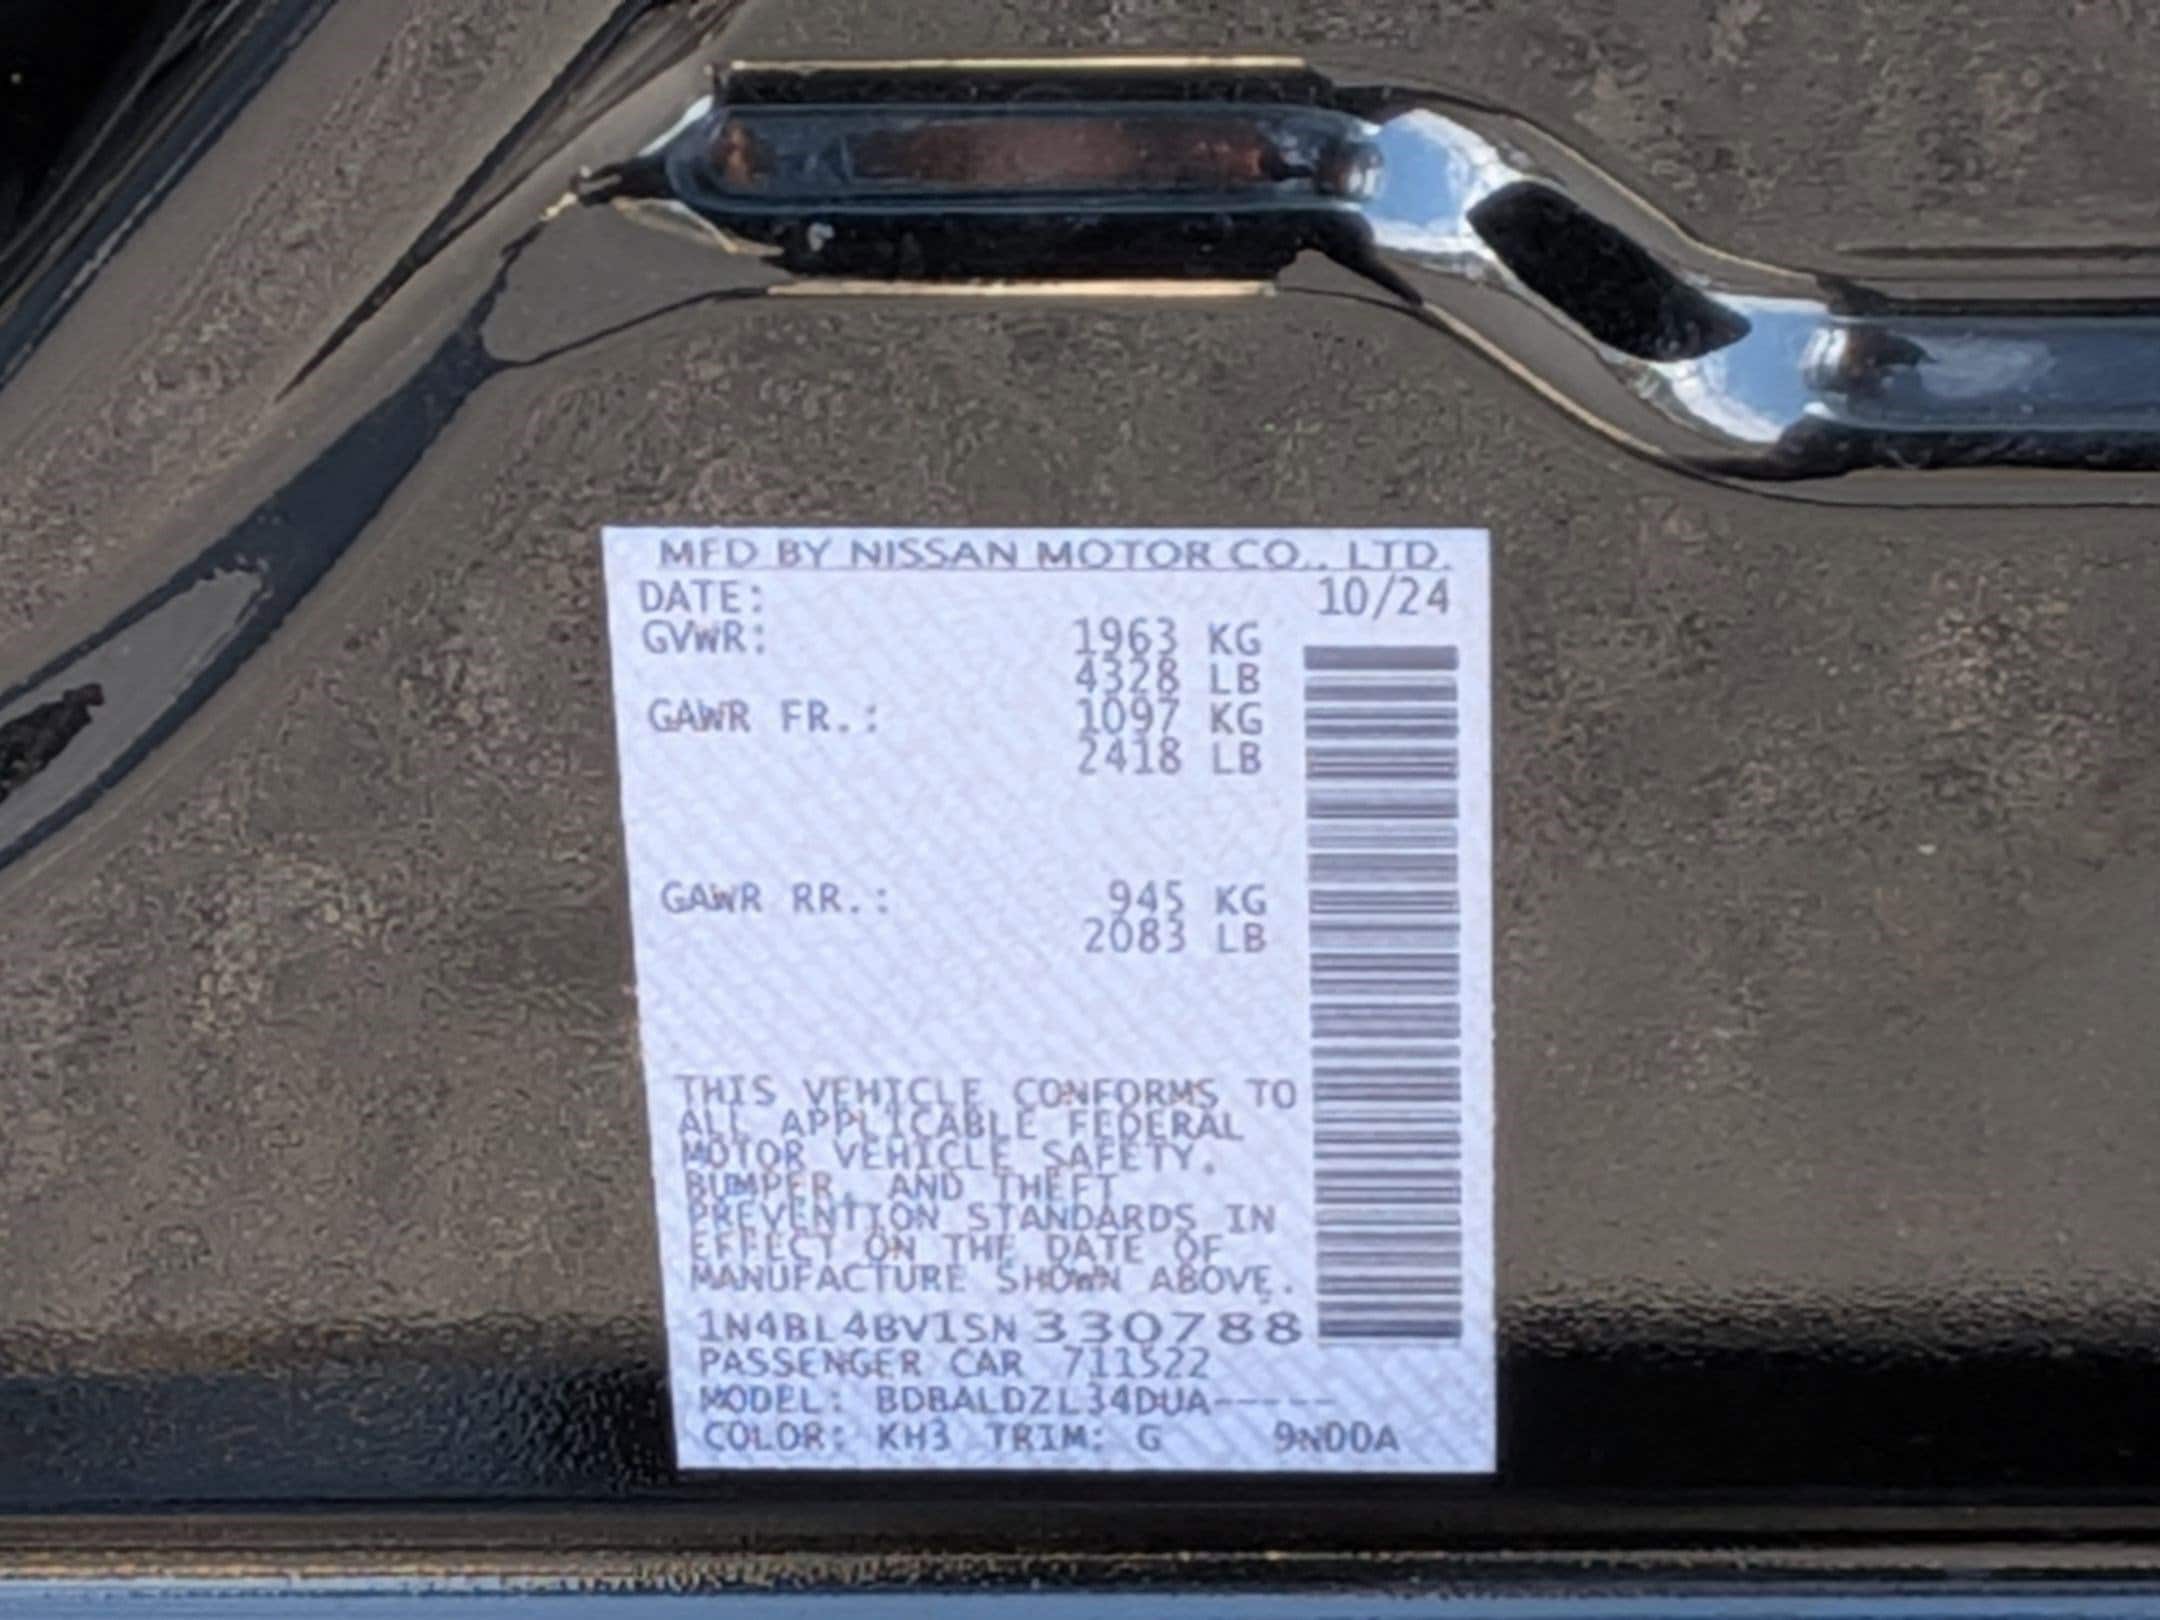 MFD BY NISSAN MOTOR CO., LTD.
DATE: 10/24
GVWR: 1963 KG
4328 LB
GAWR FR.: 1097 KG
2418 LB
GAWR RR.: 945 KG
2083 LB
THIS VEHICLE CONFORMS TO
ALL APPLICABLE FEDERAL
MOTOR VEHICLE SAFETY,
BUMPER, AND THEFT
PREVENTION STANDARDS IN
EFFECT ON THE DATE OF
MANUFACTURE SHOWN ABOVE.
1N4BL4BV1SN330788
PASSENGER CAR 711522
MODEL: BDBALDZL34DUA-----
COLOR: KH3 TRIM: G 9N00A